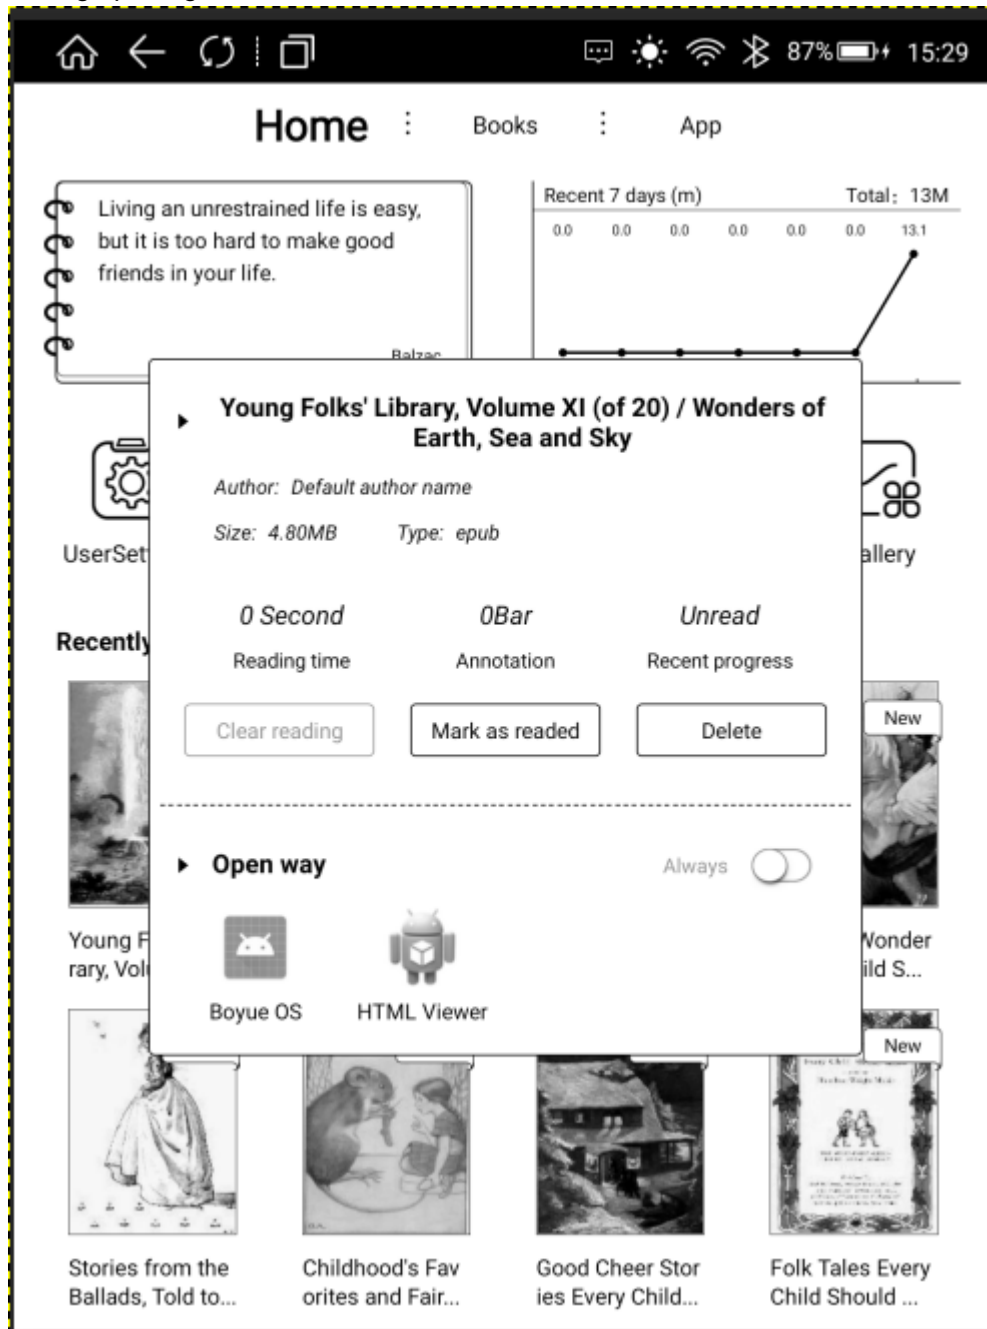 87% 15:29
Home Books App
Living an unrestrained life is easy,
but it is too hard to make good
friends in your life.
Balzac
Recent 7 days (m) Total: 13M
0.0 0.0 0.0 0.0 0.0 0.0 13.1
Young Folks' Library, Volume XI (of 20) / Wonders of
Earth, Sea and Sky
Author: Default author name
Size: 4.80MB Type: epub
0 Second 0Bar Unread
Reading time Annotation Recent progress
Clear reading Mark as readed Delete
Open way Always
Boyue OS HTML Viewer
UserSet
allery
Recently
New
Young F
rary, Volu
Wonder
ild S...
New
Stories from the
Ballads, Told to...
Childhood's Fav
orites and Fair...
Good Cheer Stor
ies Every Child...
Folk Tales Every
Child Should ...